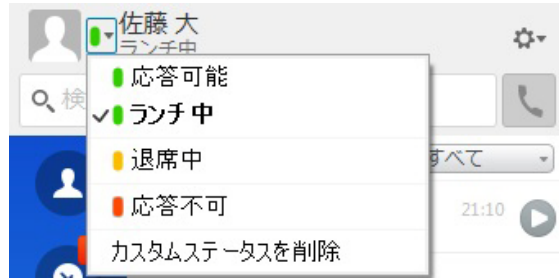 佐藤 大
ランチ中
検
応答可能
ランチ中
退席中
すべて
応答不可
21:10
カスタムステータスを削除